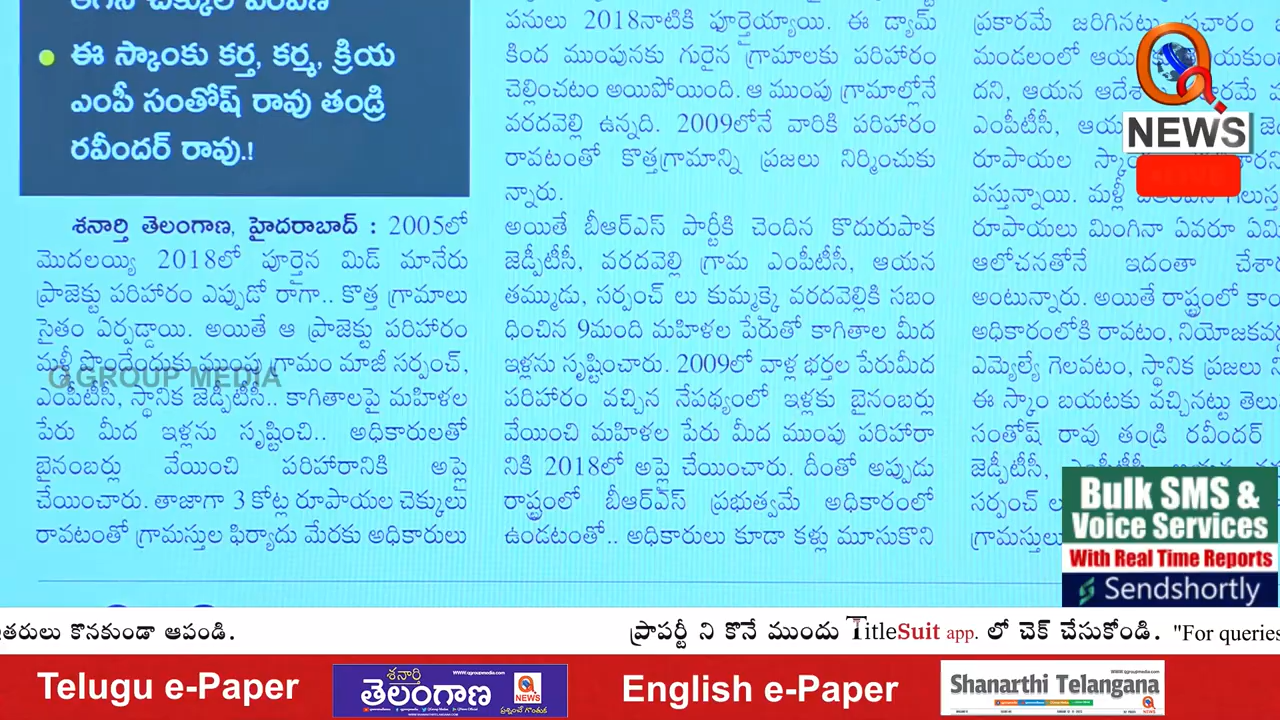 ఈ స్కాంకు కర్త, కర్మ, క్రియ
ఎంపీ సంతోష్ రావు తండ్రి
రవీందర్ రావు.!
శనార్తి తెలంగాణ, హైదరాబాద్ : 2005లో
మొదలయ్యి 2018లో పూర్తైన మిడ్ మానేరు
ప్రాజెక్టు పరిహారం ఎప్పుడో రాగా.. కొత్త గ్రామాలు
సైతం ఏర్పడ్డాయి. అయితే ఆ ప్రాజెక్టు పరిహారం
మళ్లీ పొందేందుకు ముంపు గ్రామం మాజీ సర్పంచ్,
ఎంపీటీసీ, స్థానిక జెడ్పీటీసీ.. కాగితాలపై మహిళల
పేరు మీద ఇళ్లను సృష్టించి.. అధికారులతో
బైనంబర్లు వేయించి పరిహారానికి అప్లై
చేయించారు. తాజాగా 3 కోట్ల రూపాయల చెక్కులు
రావటంతో గ్రామస్తుల ఫిర్యాదు మేరకు అధికారులు
పనులు 2018నాటికి పూర్తయ్యాయి. ఈ డ్యామ్
కింద ముంపునకు గురైన గ్రామాలకు పరిహారం
చెల్లించటం అయిపోయింది. ఆ ముంపు గ్రామాల్లోనే
వరదవెల్లి ఉన్నది. 2009లోనే వారికి పరిహారం
రావటంతో కొత్తగ్రామాన్ని ప్రజలు నిర్మించుకు
న్నారు.
అయితే బీఆర్ఎస్ పార్టీకి చెందిన కొదురుపాక
జెడ్పీటీసీ, వరదవెల్లి గ్రామ ఎంపీటీసీ, ఆయన
తమ్ముడు, సర్పంచ్ లు కుమ్మక్కై వరదవెల్లికి సబం
ధించిన 9మంది మహిళల పేరుతో కాగితాల మీద
ఇళ్లను సృష్టించారు. 2009లో వాళ్ల భర్తల పేరుమీద
పరిహారం వచ్చిన నేపథ్యంలో ఇళ్లకు బైనంబర్లు
వేయించి మహిళల పేరు మీద ముంపు పరిహారా
నికి 2018లో అప్లై చేయించారు. దీంతో అప్పుడు
రాష్ట్రంలో బీఆర్ఎస్ ప్రభుత్వమే అధికారంలో
ఉండటంతో.. అధికారులు కూడా కళ్లు మూసుకొని
ప్రకారమే జరిగినట్టు ప్రచారం
మండలంలో
దని, ఆయన
ఎంపీటీసీ,
రూపాయల
వస్తున్నాయి. మళ్లీ
రూపాయలు మింగినా ఏవరూ
ఆలోచనతోనే ఇదంతా
అంటున్నారు. అయితే రాష్ట్రంలో
అధికారంలోకి రావటం,
ఎమ్మెల్యే గెలవటం, స్థానిక ప్రజలు
ఈ స్కాం బయటకు వచ్చినట్టు
సంతోష్ రావు తండ్రి రవీందర్
జెడ్పీటీసీ,
సర్పంచ్
గ్రామస్తులు
Q GROUP MEDIA
Q
NEWS
Bulk SMS &
Voice Services
With Real Time Reports
Sendshortly
కొనకుండా ఆపండి.
ప్రాపర్టీ ని కొనే ముందు TitleSuit app. లో చెక్ చేసుకోండి. "For queries
Telugu e-Paper
శనార్తి
తెలంగాణ
NEWS
English e-Paper
Shanarthi Telangana